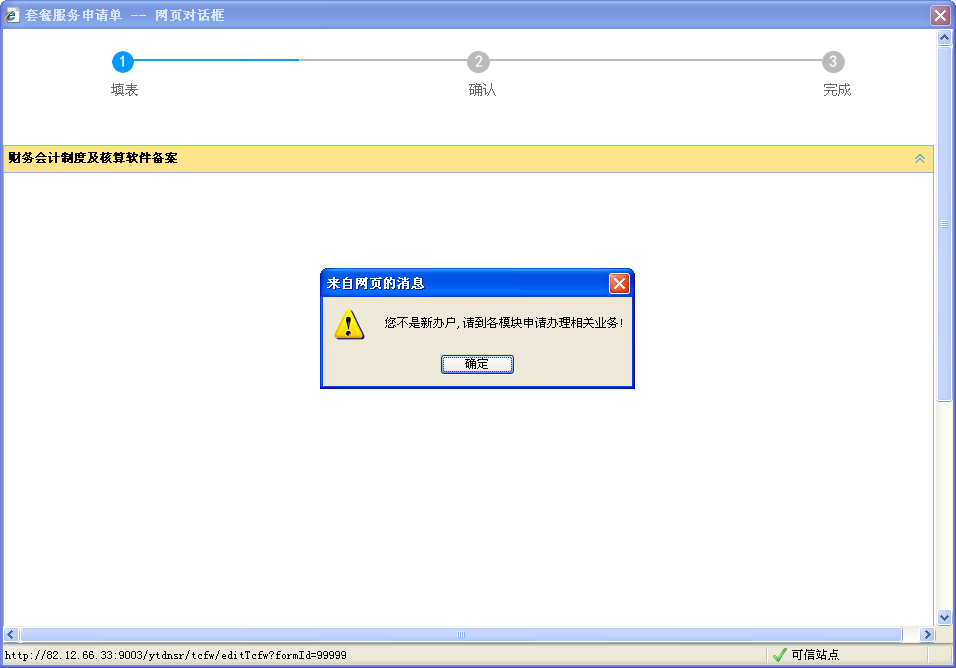 套餐服务申请单 -- 网页对话框
1
2
3
填表
确认
完成
财务会计制度及核算软件备案
来自网页的消息
您不是新办户,请到各模块申请办理相关业务!
确定
http://82.12.66.33:9003/ytdnsr/tcfw/editTcfw?formId=99999
可信站点